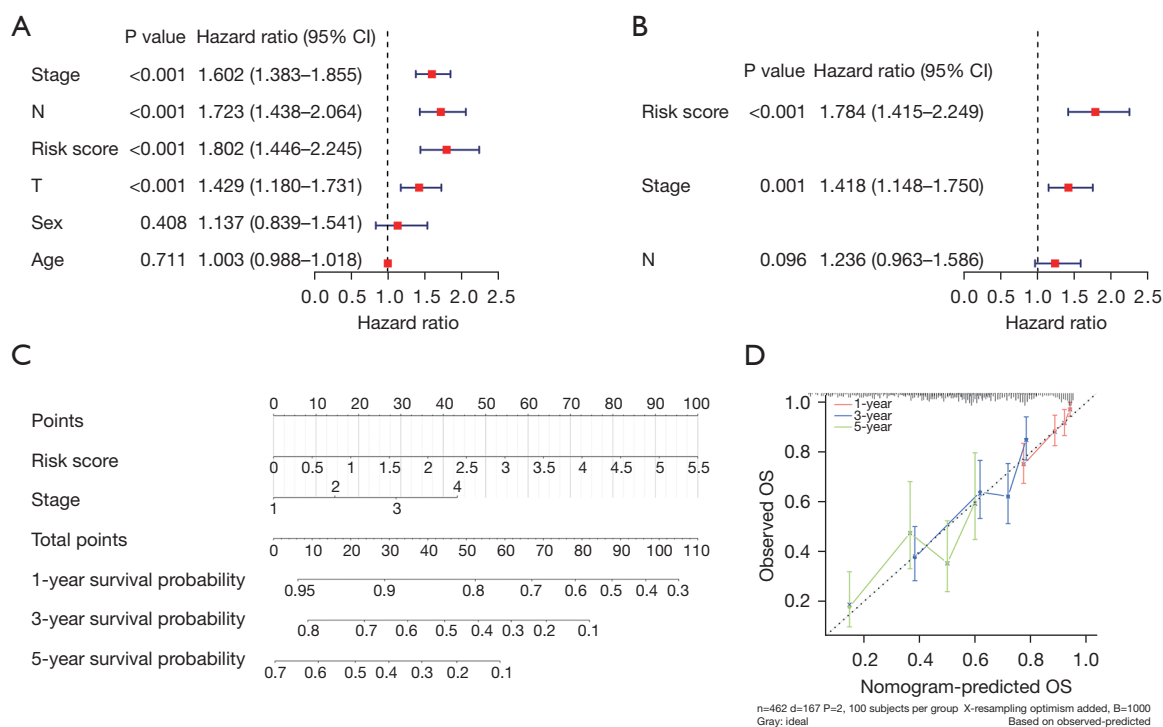 A
P value Hazard ratio (95% CI)
Stage <0.001 1.602 (1.383–1.855)
N <0.001 1.723 (1.438–2.064)
Risk score <0.001 1.802 (1.446–2.245)
T <0.001 1.429 (1.180–1.731)
Sex 0.408 1.137 (0.839–1.541)
Age 0.711 1.003 (0.988–1.018)
0.0 0.5 1.0 1.5 2.0 2.5
Hazard ratio
B
P value Hazard ratio (95% CI)
Risk score <0.001 1.784 (1.415–2.249)
Stage 0.001 1.418 (1.148–1.750)
N 0.096 1.236 (0.963–1.586)
0.0 0.5 1.0 1.5 2.0 2.5
Hazard ratio
C
0 10 20 30 40 50 60 70 80 90 100
Points
Risk score
0 0.5 1 1.5 2 2.5 3 3.5 4 4.5 5 5.5
2 4
Stage
1 3
Total points
0 10 20 30 40 50 60 70 80 90 100 110
1-year survival probability
0.95 0.9 0.8 0.7 0.6 0.5 0.4 0.3
3-year survival probability
0.8 0.7 0.6 0.5 0.4 0.3 0.2 0.1
5-year survival probability
0.7 0.6 0.5 0.4 0.3 0.2 0.1
D
1-year
3-year
5-year
1.0
0.8
0.6
0.4
0.2
Observed OS
0.2 0.4 0.6 0.8 1.0
Nomogram-predicted OS
n=462 d=167 P=2, 100 subjects per group X-resampling optimism added, B=1000
Gray: ideal Based on observed-predicted